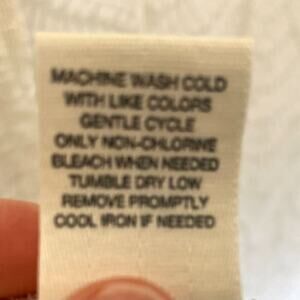 MACHINE WASH COLD
WITH LIKE COLORS
GENTLE CYCLE
ONLY NON-CHLORINE
BLEACH WHEN NEEDED
TUMBLE DRY LOW
REMOVE PROMPTLY
COOL IRON IF NEEDED